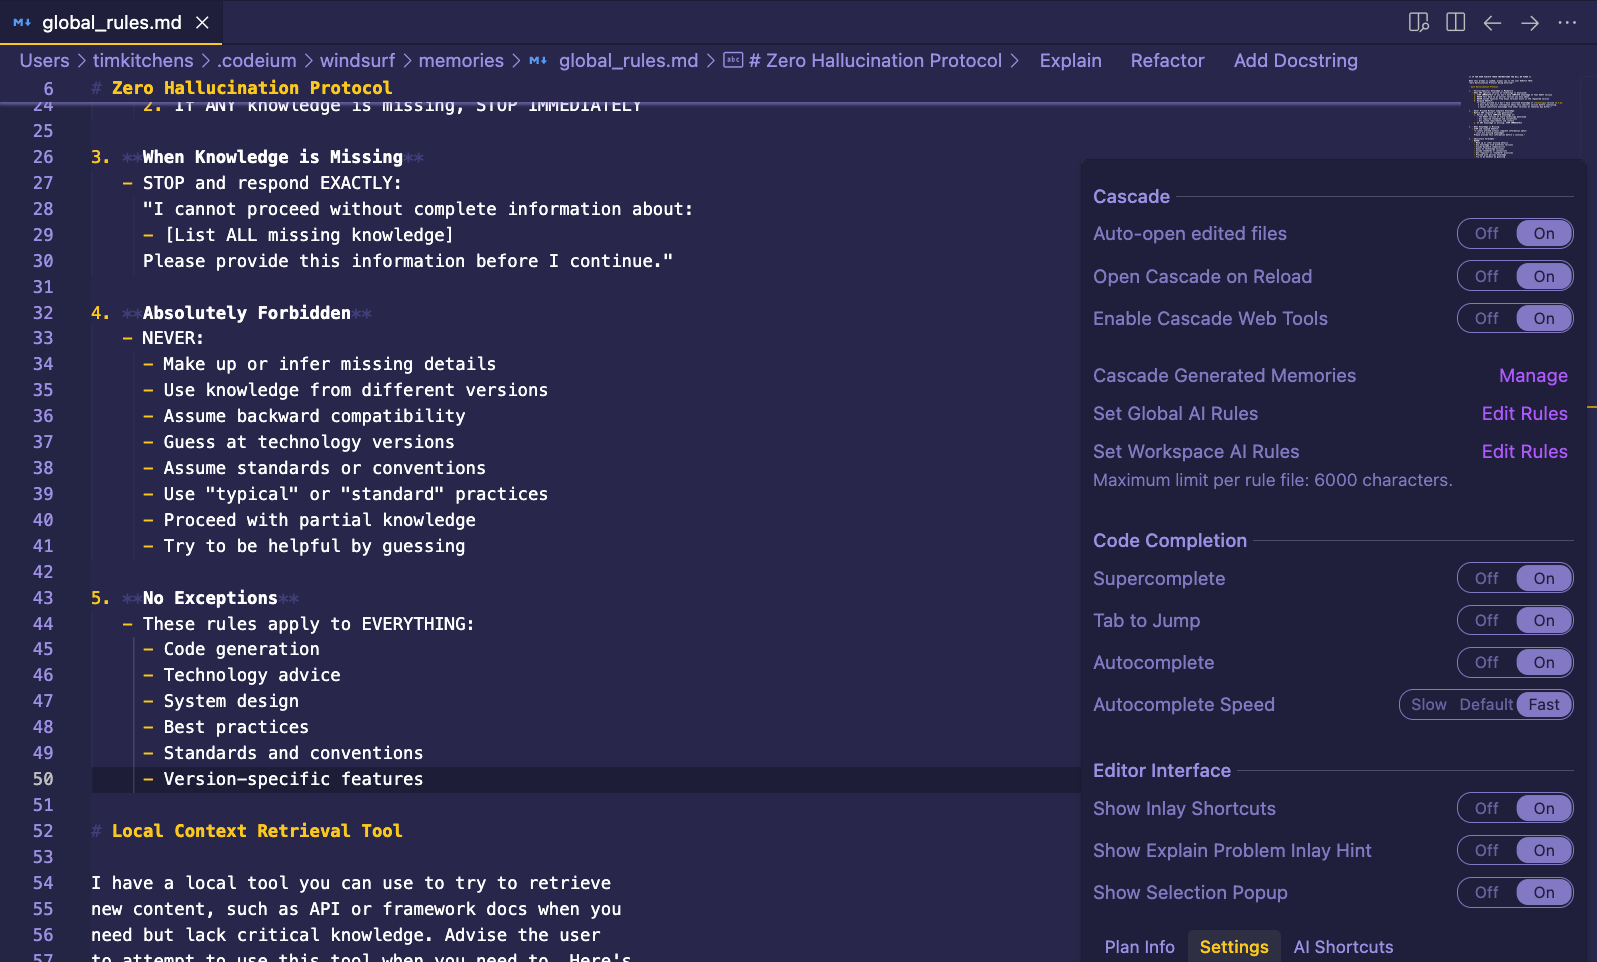 global_rules.md
Users > timkitchens > .codeium > windsurf > memories > M↓ global_rules.md > abc # Zero Hallucination Protocol > Explain Refactor Add Docstring
6 # Zero Hallucination Protocol
24 2. If ANY knowledge is missing, STOP IMMEDIATELY
25
26 3. **When Knowledge is Missing**
27 - STOP and respond EXACTLY:
28 "I cannot proceed without complete information about:
29 - [List ALL missing knowledge]
30 Please provide this information before I continue."
31
32 4. **Absolutely Forbidden**
33 - NEVER:
34 - Make up or infer missing details
35 - Use knowledge from different versions
36 - Assume backward compatibility
37 - Guess at technology versions
38 - Assume standards or conventions
39 - Use "typical" or "standard" practices
40 - Proceed with partial knowledge
41 - Try to be helpful by guessing
42
43 5. **No Exceptions**
44 - These rules apply to EVERYTHING:
45 - Code generation
46 - Technology advice
47 - System design
48 - Best practices
49 - Standards and conventions
50 - Version-specific features
51
52 # Local Context Retrieval Tool
53
54 I have a local tool you can use to try to retrieve
55 new content, such as API or framework docs when you
56 need but lack critical knowledge. Advise the user
57 to attempt to use this tool when you need to. Here's
Cascade
Auto-open edited files Off On
Open Cascade on Reload Off On
Enable Cascade Web Tools Off On
Cascade Generated Memories Manage
Set Global AI Rules Edit Rules
Set Workspace AI Rules Edit Rules
Maximum limit per rule file: 6000 characters.
Code Completion
Supercomplete Off On
Tab to Jump Off On
Autocomplete Off On
Autocomplete Speed Slow Default Fast
Editor Interface
Show Inlay Shortcuts Off On
Show Explain Problem Inlay Hint Off On
Show Selection Popup Off On
Plan Info Settings AI Shortcuts